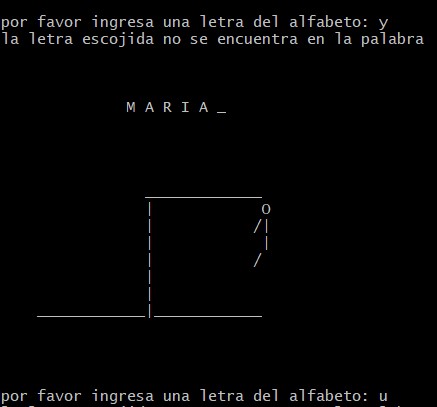 por favor ingresa una letra del alfabeto: y
la letra escojida no se encuentra en la palabra
M A R I A _
O
por favor ingresa una letra del alfabeto: u